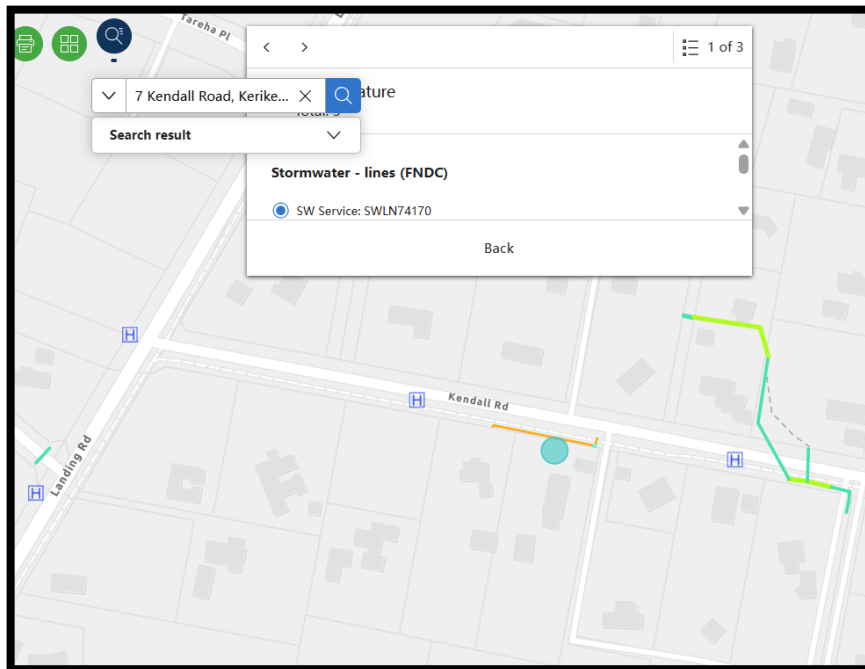 Tareha Pl
1 of 3
7 Kendall Road, Kerike...
ature
Search result
Stormwater - lines (FNDC)
SW Service: SWLN74170
Back
H
Kendall Rd
H
H
Landing Rd
H